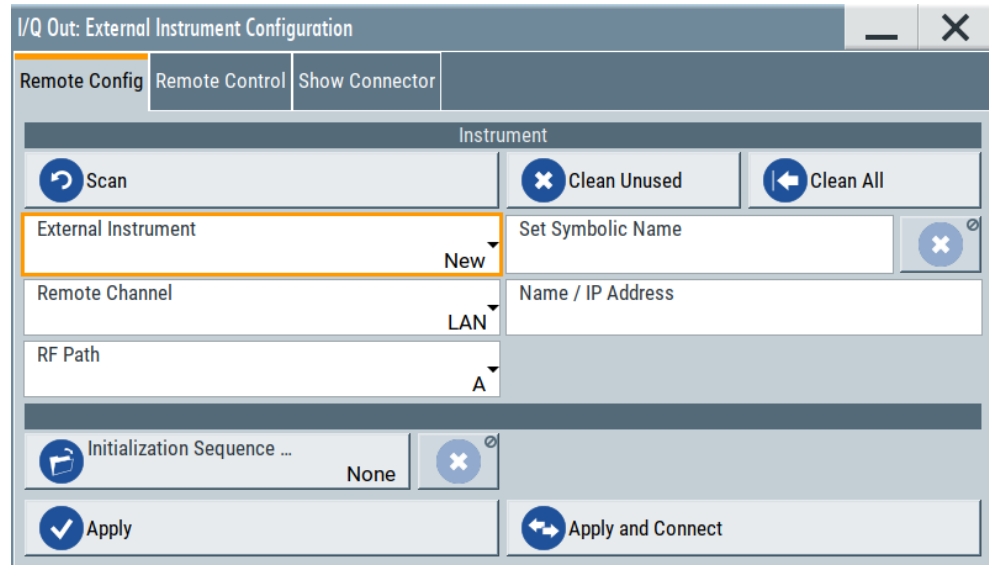 I/Q Out: External Instrument Configuration
Remote Config Remote Control Show Connector
Instrument
Scan Clean Unused Clean All
External Instrument Set Symbolic Name
New
Remote Channel Name / IP Address
LAN
RF Path
A
Initialization Sequence ...
None
Apply Apply and Connect